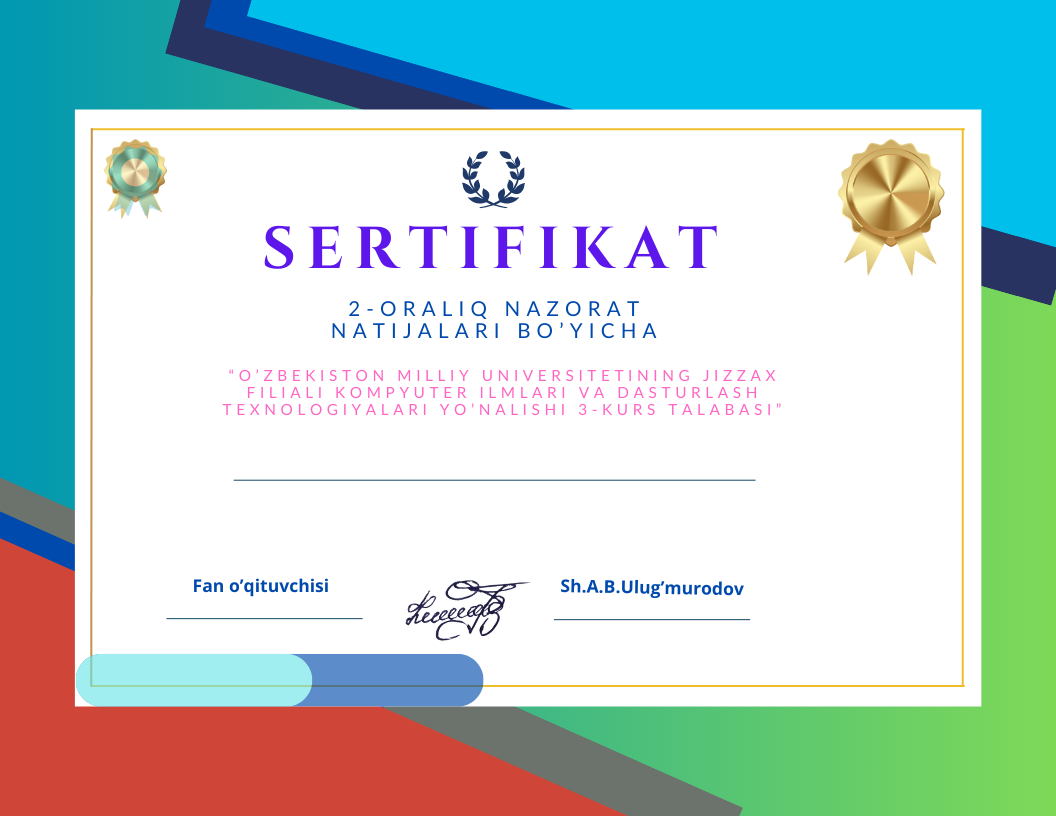 SERTIFIKAT
2-ORALIQ NAZORAT
NATIJALARI BO’YICHA
“O’ZBEKISTON MILLIY UNIVERSITETINING JIZZAX
FILIALI KOMPYUTER ILMLARI VA DASTURLASH
TEXNOLOGIYALARI YO’NALISHI 3-KURS TALABASI”
Fan o’qituvchisi
Sh.A.B.Ulug’murodov